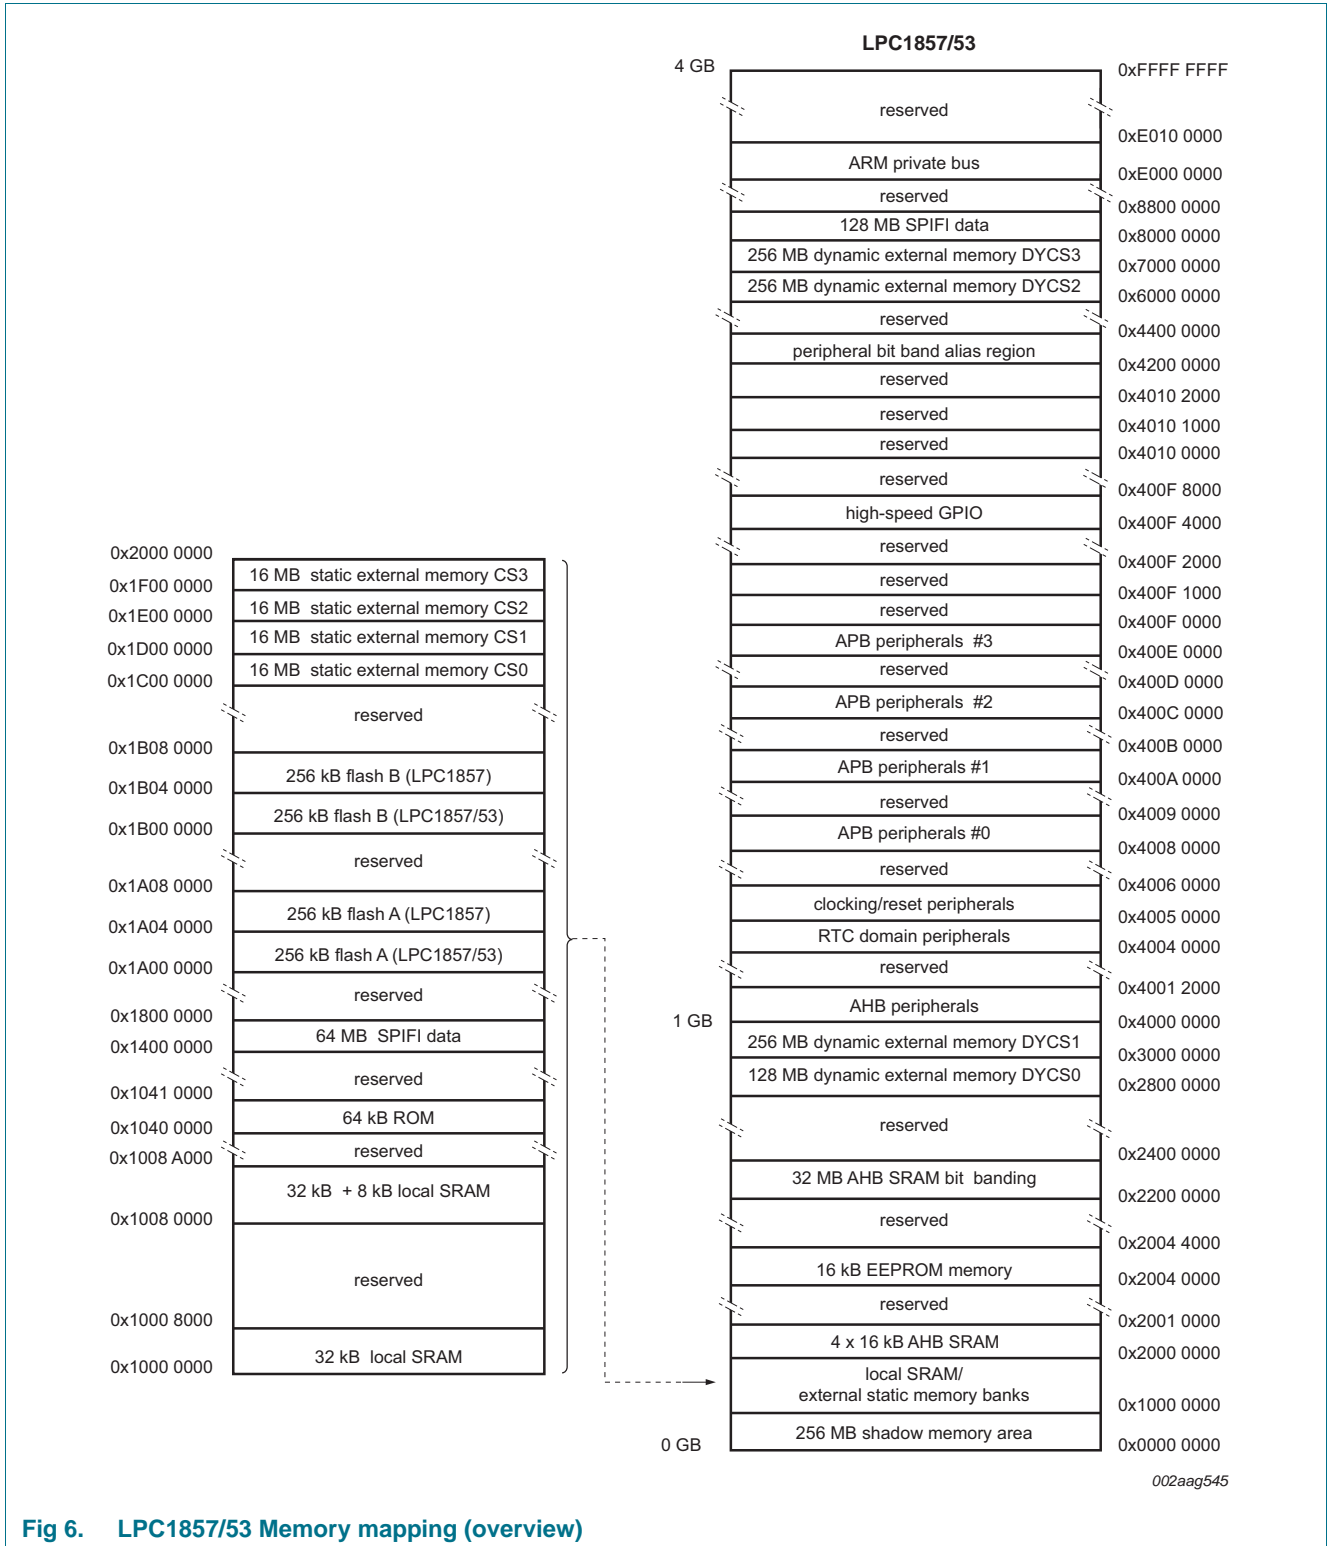 LPC1857/53
4 GB
0xFFFF FFFF
reserved
0xE010 0000
ARM private bus
0xE000 0000
reserved
0x8800 0000
128 MB SPIFI data
0x8000 0000
256 MB dynamic external memory DYCS3
0x7000 0000
256 MB dynamic external memory DYCS2
0x6000 0000
reserved
0x4400 0000
peripheral bit band alias region
0x4200 0000
reserved
0x4010 2000
reserved
0x4010 1000
reserved
0x4010 0000
reserved
0x400F 8000
high-speed GPIO
0x400F 4000
reserved
0x400F 2000
reserved
0x400F 1000
reserved
0x400F 0000
APB peripherals #3
0x400E 0000
reserved
0x400D 0000
APB peripherals #2
0x400C 0000
reserved
0x400B 0000
APB peripherals #1
0x400A 0000
reserved
0x4009 0000
APB peripherals #0
0x4008 0000
reserved
0x4006 0000
clocking/reset peripherals
0x4005 0000
RTC domain peripherals
0x4004 0000
reserved
0x4001 2000
AHB peripherals
1 GB
0x4000 0000
256 MB dynamic external memory DYCS1
0x3000 0000
128 MB dynamic external memory DYCS0
0x2800 0000
reserved
0x2400 0000
32 MB AHB SRAM bit banding
0x2200 0000
reserved
0x2004 4000
16 kB EEPROM memory
0x2004 0000
reserved
0x2001 0000
4 x 16 kB AHB SRAM
0x2000 0000
local SRAM/
external static memory banks
0x1000 0000
256 MB shadow memory area
0 GB
0x0000 0000
0x2000 0000
16 MB static external memory CS3
0x1F00 0000
16 MB static external memory CS2
0x1E00 0000
16 MB static external memory CS1
0x1D00 0000
16 MB static external memory CS0
0x1C00 0000
reserved
0x1B08 0000
256 kB flash B (LPC1857)
0x1B04 0000
256 kB flash B (LPC1857/53)
0x1B00 0000
reserved
0x1A08 0000
256 kB flash A (LPC1857)
0x1A04 0000
256 kB flash A (LPC1857/53)
0x1A00 0000
reserved
0x1800 0000
64 MB SPIFI data
0x1400 0000
reserved
0x1041 0000
64 kB ROM
0x1040 0000
reserved
0x1008 A000
32 kB + 8 kB local SRAM
0x1008 0000
reserved
0x1000 8000
32 kB local SRAM
0x1000 0000
002aag545
Fig 6. LPC1857/53 Memory mapping (overview)